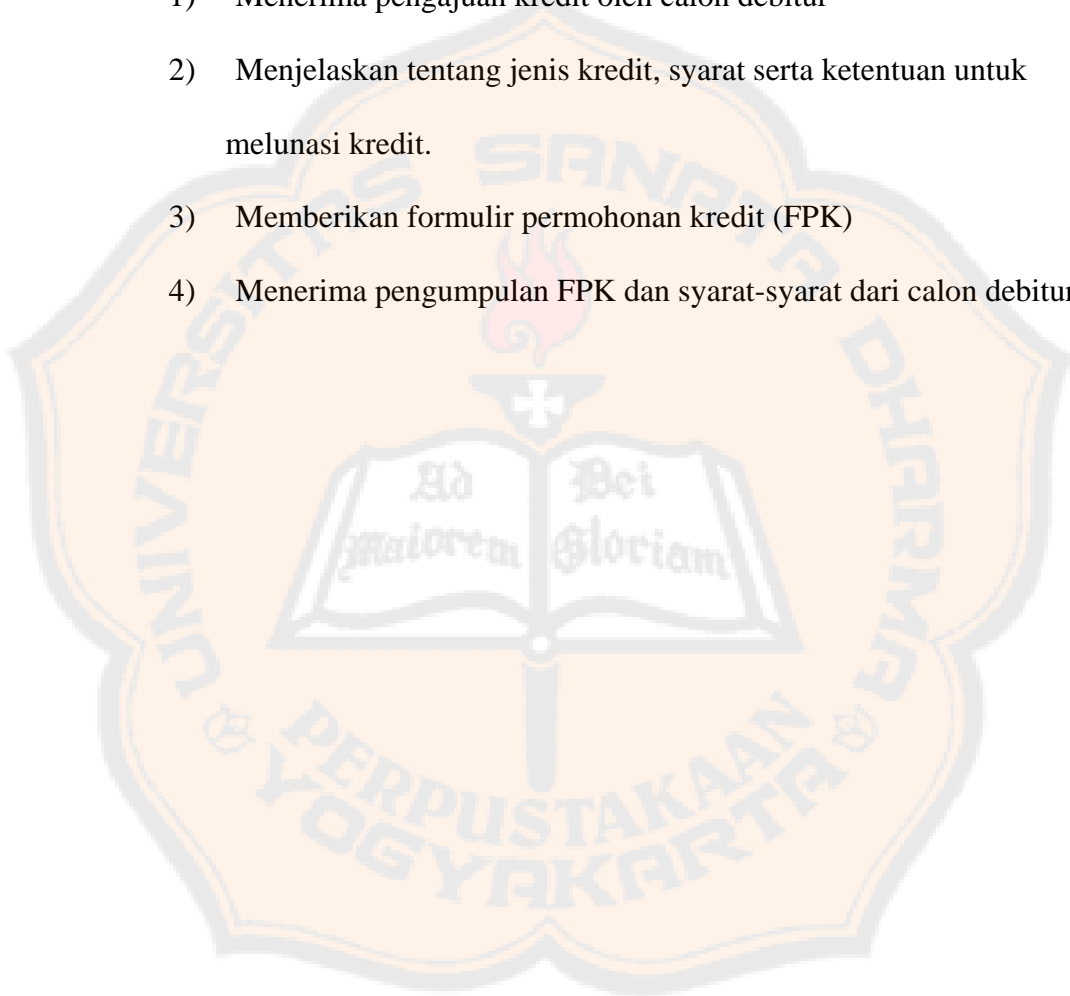 1) Menerima pengajuan kredit oleh calon debitur
2) Menjelaskan tentang jenis kredit, syarat serta ketentuan untuk
melunasi kredit.
3) Memberikan formulir permohonan kredit (FPK)
4) Menerima pengumpulan FPK dan syarat-syarat dari calon debitur
UNIVERSITAS SANATA DHARMA
Ad Dei
Maiorem Gloriam
PERPUSTAKAAN
YOGYAKARTA